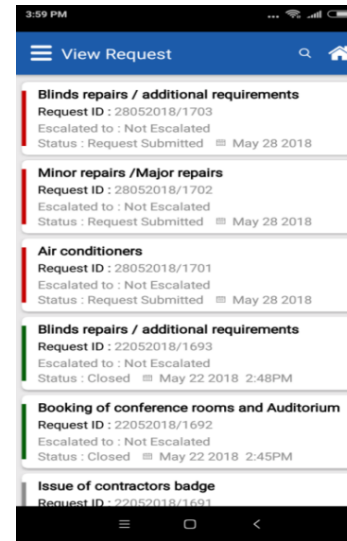 3:59 PM
View Request
Blinds repairs / additional requirements
Request ID : 28052018/1703
Escalated to : Not Escalated
Status : Request Submitted May 28 2018
Minor repairs /Major repairs
Request ID : 28052018/1702
Escalated to : Not Escalated
Status : Request Submitted May 28 2018
Air conditioners
Request ID : 28052018/1701
Escalated to : Not Escalated
Status : Request Submitted May 28 2018
Blinds repairs / additional requirements
Request ID : 22052018/1693
Escalated to : Not Escalated
Status : Closed May 22 2018 2:48PM
Booking of conference rooms and Auditorium
Request ID : 22052018/1692
Escalated to : Not Escalated
Status : Closed May 22 2018 2:45PM
Issue of contractors badge
Request ID : 22052018/1691